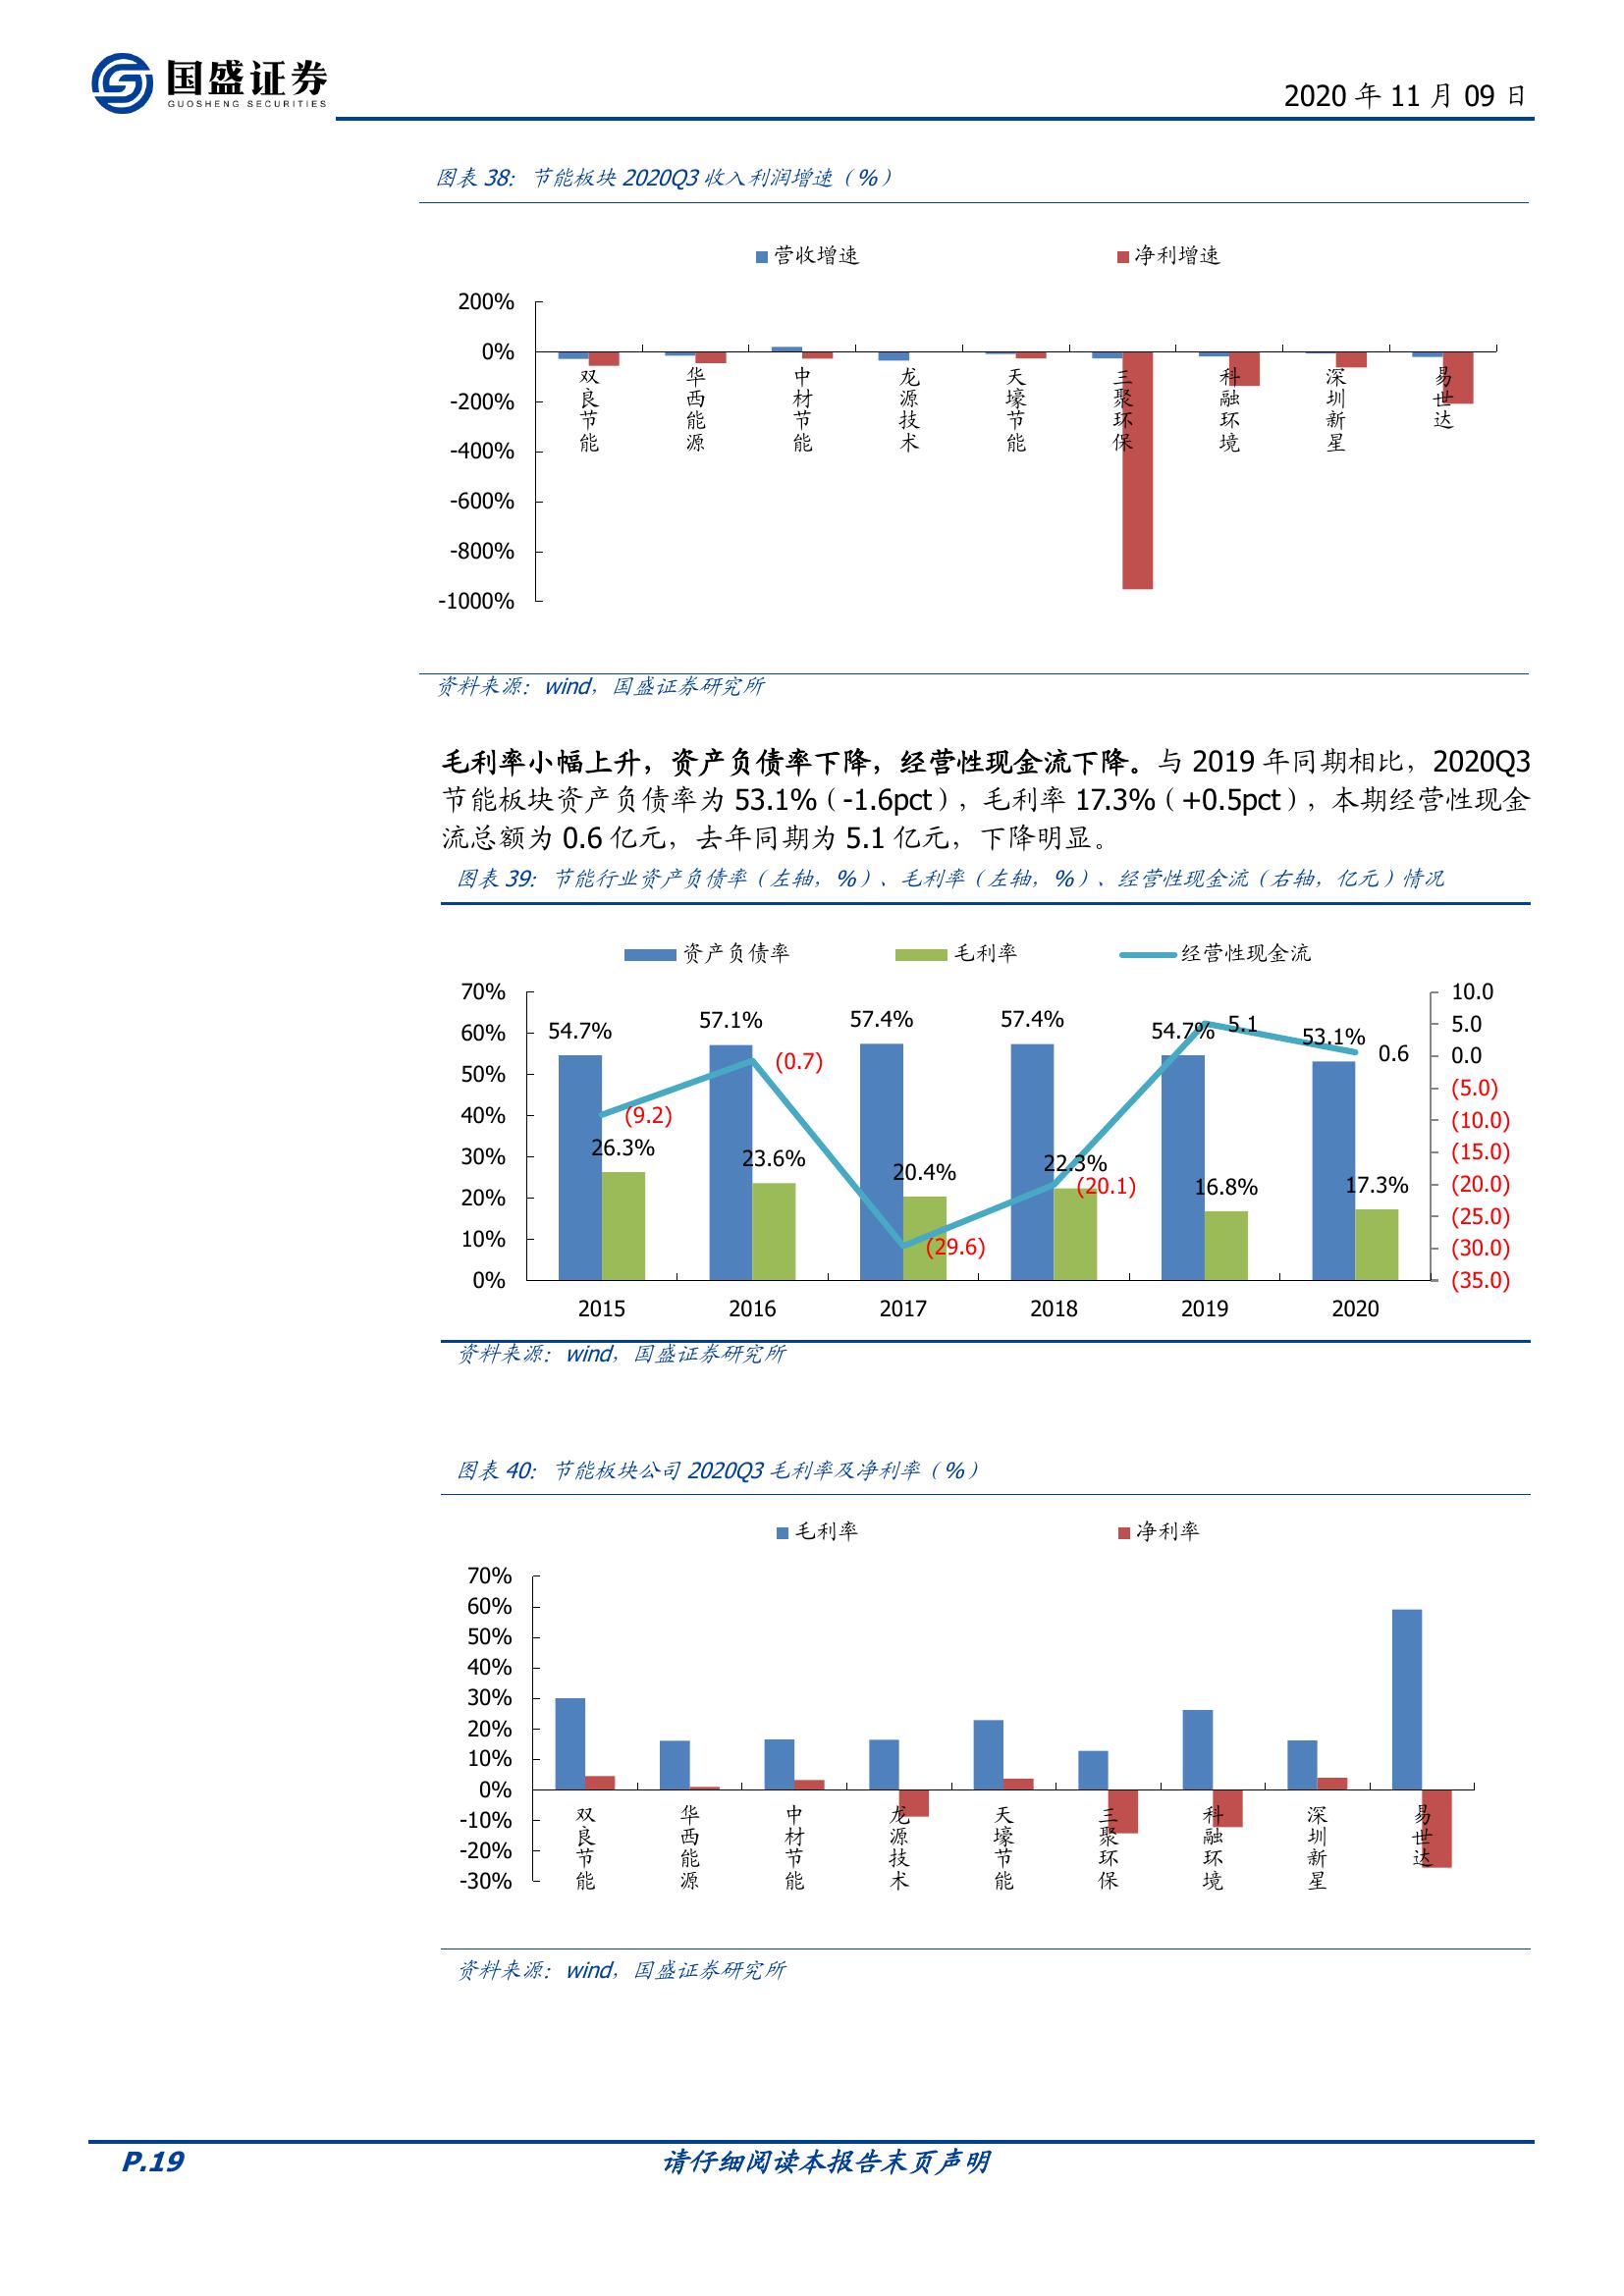 国盛证券
GUOSHENG SECURITIES
2020 年 11 月 09 日
图表 38: 节能板块 2020Q3 收入利润增速（%）
营收增速
净利增速
200%
0%
-200%
-400%
-600%
-800%
-1000%
双良节能
华西能源
中材节能
龙源技术
天壕节能
三聚环保
科融环境
深圳新星
易世达
资料来源：wind，国盛证券研究所
毛利率小幅上升，资产负债率下降，经营性现金流下降。与 2019 年同期相比，2020Q3
节能板块资产负债率为 53.1%（-1.6pct），毛利率 17.3%（+0.5pct），本期经营性现金
流总额为 0.6 亿元，去年同期为 5.1 亿元，下降明显。
图表 39: 节能行业资产负债率（左轴，%）、毛利率（左轴，%）、经营性现金流（右轴，亿元）情况
资产负债率
毛利率
经营性现金流
70%
60%
50%
40%
30%
20%
10%
0%
54.7%
57.1%
57.4%
57.4%
54.7%
53.1%
26.3%
23.6%
20.4%
22.3%
16.8%
17.3%
(9.2)
(0.7)
(29.6)
(20.1)
5.1
0.6
10.0
5.0
0.0
(5.0)
(10.0)
(15.0)
(20.0)
(25.0)
(30.0)
(35.0)
2015
2016
2017
2018
2019
2020
资料来源：wind，国盛证券研究所
图表 40: 节能板块公司 2020Q3 毛利率及净利率（%）
毛利率
净利率
70%
60%
50%
40%
30%
20%
10%
0%
-10%
-20%
-30%
双良节能
华西能源
中材节能
龙源技术
天壕节能
三聚环保
科融环境
深圳新星
易世达
资料来源：wind，国盛证券研究所
P.19
请仔细阅读本报告末页声明